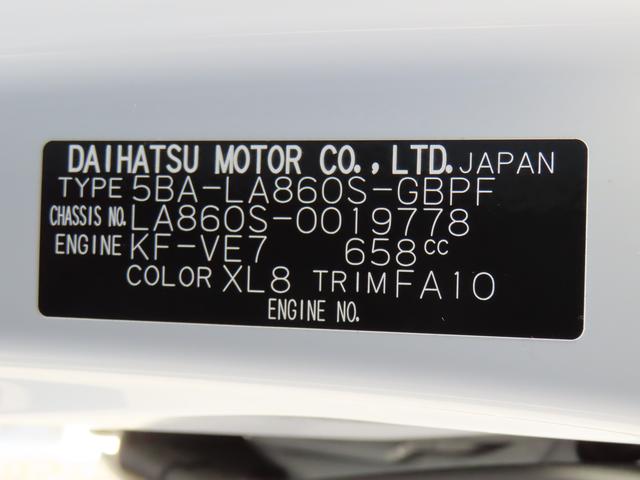 DAIHATSU MOTOR CO., LTD. JAPAN
TYPE 5BA-LA860S-GBPF
CHASSIS NO. LA860S-0019778
ENGINE KF-VE7 658cc
COLOR XL8 TRIM FA10
ENGINE NO.